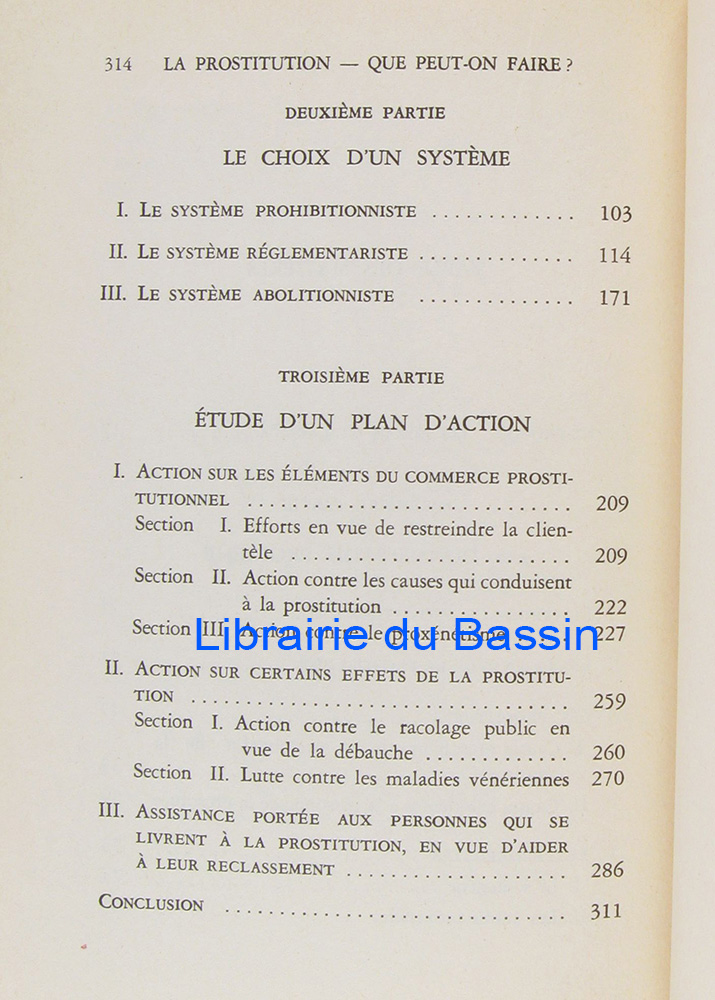 314 LA PROSTITUTION — QUE PEUT-ON FAIRE ?
DEUXIÈME PARTIE
LE CHOIX D'UN SYSTÈME
I. LE SYSTÈME PROHIBITIONNISTE ............. 103
II. LE SYSTÈME RÉGLEMENTARISTE .............. 114
III. LE SYSTÈME ABOLITIONNISTE .............. 171
TROISIÈME PARTIE
ÉTUDE D'UN PLAN D'ACTION
I. ACTION SUR LES ÉLÉMENTS DU COMMERCE PROSTI-
TUTIONNEL .............................. 209
Section I. Efforts en vue de restreindre la clien-
tèle .......................... 209
Section II. Action contre les causes qui conduisent
à la prostitution ................. 222
Section III. Action contre le proxénétisme ..... 227
Librairie du Bassin
II. ACTION SUR CERTAINS EFFETS DE LA PROSTITU-
TION ................................... 259
Section I. Action contre le racolage public en
vue de la débauche ............. 260
Section II. Lutte contre les maladies vénériennes 270
III. ASSISTANCE PORTÉE AUX PERSONNES QUI SE
LIVRENT À LA PROSTITUTION, EN VUE D'AIDER
À LEUR RECLASSEMENT .................... 286
CONCLUSION ............................... 311